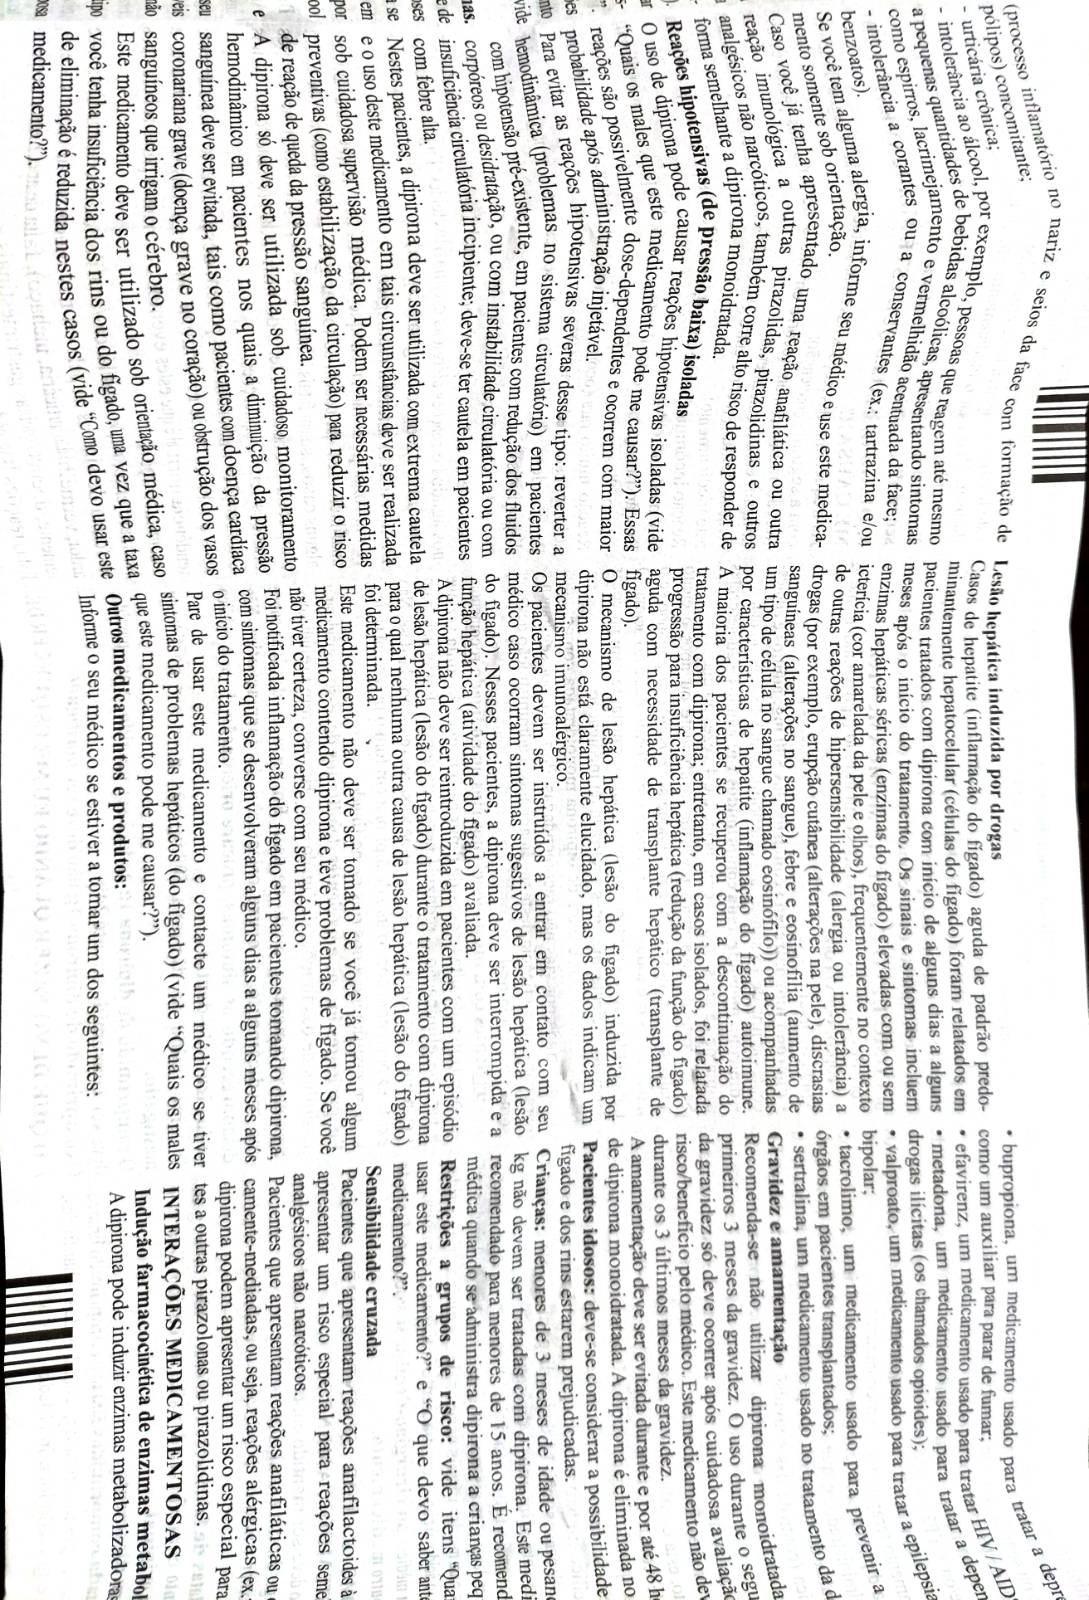 (processo inflamatório no nariz e seios da face com formação de
pólipos) concomitante;
- urticária crônica;
- intolerância ao álcool, por exemplo, pessoas que reagem até mesmo
a pequenas quantidades de bebidas alcoólicas, apresentando sintomas
como espirros, lacrimejamento e vermelhidão acentuada da face;
- intolerância a corantes ou a conservantes (ex.: tartrazina e/ou
benzoatos).
Se você tem alguma alergia, informe seu médico e use este medica-
mento somente sob orientação.
Caso você já tenha apresentado uma reação anafilática ou outra
reação imunológica a outras pirazolidas, pirazolidinas e outros
analgésicos não narcóticos, também corre alto risco de responder de
forma semelhante a dipirona monoidratada.
Reações hipotensivas (de pressão baixa) isoladas
O uso de dipirona pode causar reações hipotensivas isoladas (vide
“Quais os males que este medicamento pode me causar?”). Essas
reações são possivelmente dose-dependentes e ocorrem com maior
probabilidade após administração injetável.
Para evitar as reações hipotensivas severas desse tipo: reverter a
hemodinâmica (problemas no sistema circulatório) em pacientes
com hipotensão pré-existente, em pacientes com redução dos fluidos
corpóreos ou desidratação, ou com instabilidade circulatória ou com
insuficiência circulatória incipiente; deve-se ter cautela em pacientes
com febre alta.
Nestes pacientes, a dipirona deve ser utilizada com extrema cautela
e o uso deste medicamento em tais circunstâncias deve ser realizada
sob cuidadosa supervisão médica. Podem ser necessárias medidas
preventivas (como estabilização da circulação) para reduzir o risco
de reação de queda da pressão sanguínea.
A dipirona só deve ser utilizada sob cuidadoso monitoramento
hemodinâmico em pacientes nos quais a diminuição da pressão
sanguínea deve ser evitada, tais como pacientes com doença cardíaca
coronariana grave (doença grave no coração) ou obstrução dos vasos
sanguíneos que irrigam o cérebro.
Este medicamento deve ser utilizado sob orientação médica, caso
você tenha insuficiência dos rins ou do fígado, uma vez que a taxa
de eliminação é reduzida nestes casos (vide “Como devo usar este
medicamento?”).
Lesão hepática induzida por drogas
Casos de hepatite (inflamação do fígado) aguda de padrão predo-
minantemente hepatocelular (células do fígado) foram relatados em
pacientes tratados com dipirona com início de alguns dias a alguns
meses após o início do tratamento. Os sinais e sintomas incluem
enzimas hepáticas séricas (enzimas do fígado) elevadas com ou sem
icterícia (cor amarelada da pele e olhos), frequentemente no contexto
de outras reações de hipersensibilidade (alergia ou intolerância) a
drogas (por exemplo, erupção cutânea (alterações na pele), discrasias
sanguíneas (alterções no sangue), febre e eosinofilia (aumento de
um tipo de célula no sangue chamado eosinófilo)) ou acompanhadas
por características de hepatite (inflamação do fígado) autoimune.
A maioria dos pacientes se recuperou com a descontinuação do
tratamento com dipirona; entretanto, em casos isolados, foi relatada
progressão para insuficiência hepática (redução da função do fígado)
aguda com necessidade de transplante hepático (transplante de
fígado).
O mecanismo de lesão hepática (lesão do fígado) induzida por
dipirona não está claramente elucidado, mas os dados indicam um
mecanismo imunoalérgico.
Os pacientes devem ser instruídos a entrar em contato com seu
médico caso ocorram sintomas sugestivos de lesão hepática (lesão
do fígado). Nesses pacientes, a dipirona deve ser interrompida e a
função hepática (atividade do fígado) avaliada.
A dipirona não deve ser reintroduzida em pacientes com um episódio
de lesão hepática (lesão do fígado) durante o tratamento com dipirona
para o qual nenhuma outra causa de lesão hepática (lesão do fígado)
foi determinada.
Este medicamento não deve ser tomado se você já tomou algum
medicamento contendo dipirona e teve problemas de fígado. Se você
não tiver certeza, converse com seu médico.
Foi notificada inflamação do fígado em pacientes tomando dipirona,
com sintomas que se desenvolveram alguns dias a alguns meses após
o início do tratamento.
Pare de usar este medicamento e contacte um médico se tiver
sintomas de problemas hepáticos (do fígado) (vide “Quais os males
que este medicamento pode me causar?”).
Outros medicamentos e produtos:
Informe o seu médico se estiver a tomar um dos seguintes:
• bupropiona, um medicamento usado para tratar a depr
como um auxiliar para parar de fumar;
• efavirenz, um medicamento usado para tratar HIV / AID
• metadona, um medicamento usado para tratar a depen
drogas ilícitas (os chamados opioides);
• valproato, um medicamento usado para tratar a epilepsia
bipolar;
• tacrolimo, um medicamento usado para prevenir a
órgãos em pacientes transplantados;
• sertralina, um medicamento usado no tratamento da d
Gravidez e amamentação
Recomenda-se não utilizar dipirona monoidratada
primeiros 3 meses da gravidez. O uso durante o segu
da gravidez só deve ocorrer após cuidadosa avaliação
risco/benefício pelo médico. Este medicamento não dev
durante os 3 últimos meses da gravidez.
A amamentação deve ser evitada durante e por até 48 h
de dipirona monoidratada. A dipirona é eliminada no
Pacientes idosos: deve-se considerar a possibilidade
fígado e dos rins estarem prejudicadas.
Crianças: menores de 3 meses de idade ou pesan
kg não devem ser tratadas com dipirona. Este medi
recomendado para menores de 15 anos. É recomend
médica quando se administra dipirona a crianças peq
Restrições a grupos de risco: vide itens “Qua
usar este medicamento?” e “O que devo saber ante
medicamento?”.
Sensibilidade cruzada
Pacientes que apresentam reações anafilactoides à
apresentar um risco especial para reações seme
analgésicos não narcóticos.
Pacientes que apresentam reações anafiláticas ou
camente-mediadas, ou seja, reações alérgicas (ex.
dipirona podem apresentar um risco especial para
tes a outras pirazolonas ou pirazolidinas.
INTERAÇÕES MEDICAMENTOSAS
Indução farmacocinética de enzimas metabol
A dipirona pode induzir enzimas metabolizadoras